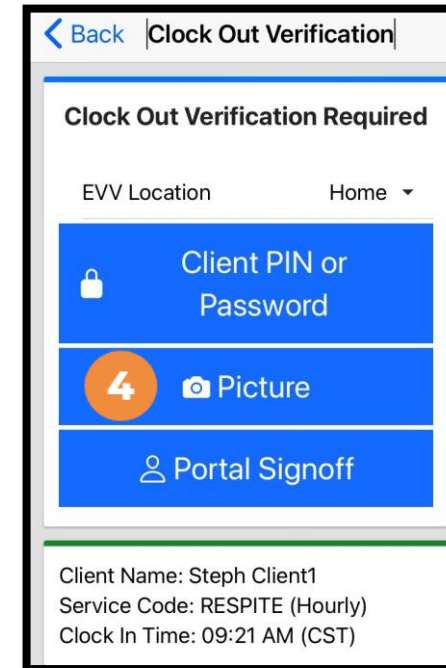 Back Clock Out Verification
Clock Out Verification Required
EVV Location Home
Client PIN or
Password
4 Picture
Portal Signoff
Client Name: Steph Client1
Service Code: RESPITE (Hourly)
Clock In Time: 09:21 AM (CST)